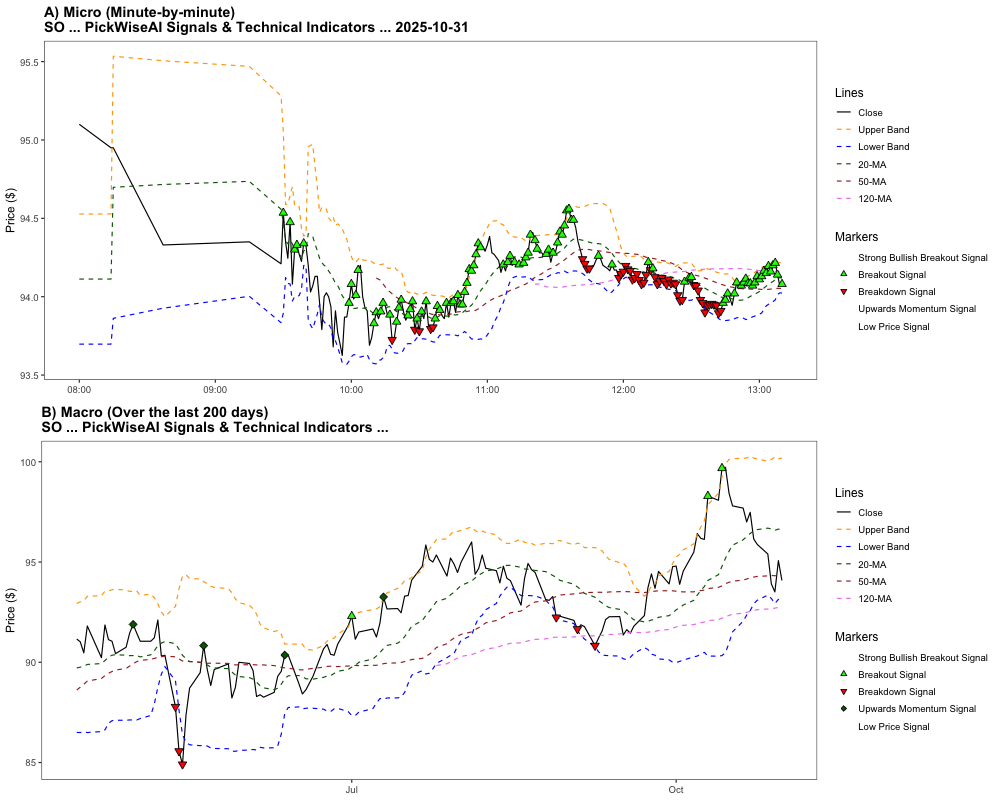 A) Micro (Minute-by-minute)
SO ... PickWiseAI Signals & Technical Indicators ... 2025-10-31
Price ($)
95.5
95.0
94.5
94.0
93.5
08:00
09:00
10:00
11:00
12:00
13:00
Lines
Close
Upper Band
Lower Band
20-MA
50-MA
120-MA
Markers
Strong Bullish Breakout Signal
Breakout Signal
Breakdown Signal
Upwards Momentum Signal
Low Price Signal
B) Macro (Over the last 200 days)
SO ... PickWiseAI Signals & Technical Indicators ...
Price ($)
100
95
90
85
Jul
Oct
Lines
Close
Upper Band
Lower Band
20-MA
50-MA
120-MA
Markers
Strong Bullish Breakout Signal
Breakout Signal
Breakdown Signal
Upwards Momentum Signal
Low Price Signal